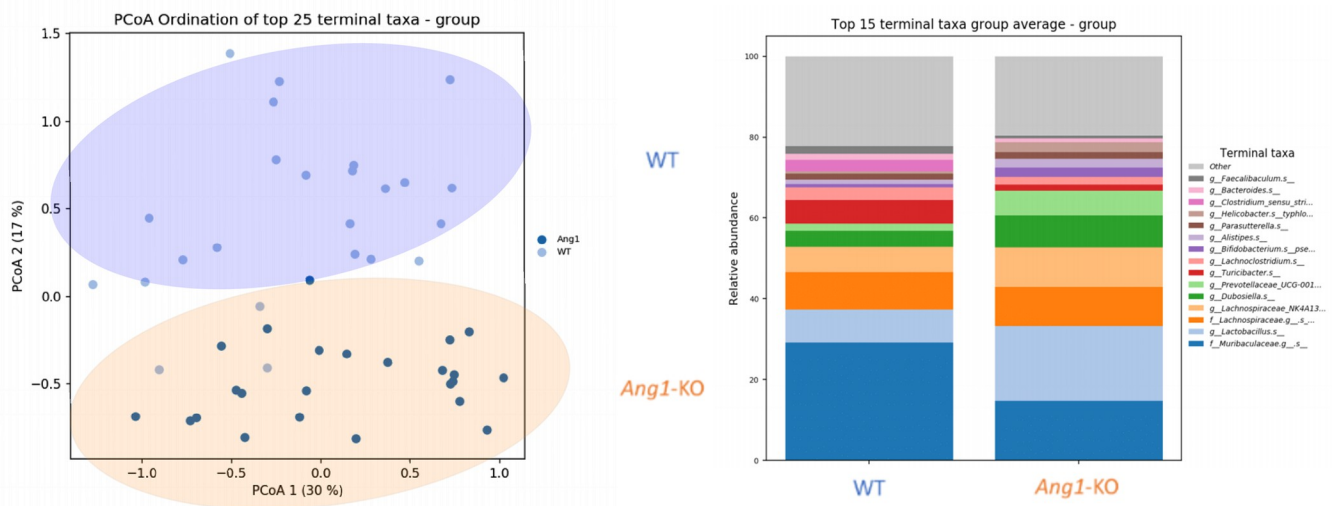 PCoA Ordination of top 25 terminal taxa - group
1.5
1.0
0.5
0.0
−0.5
PCoA 2 (17 %)
−1.0
−0.5
0.0
0.5
1.0
PCoA 1 (30 %)
Ang1
WT
WT
Ang1-KO
Top 15 terminal taxa group average - group
100
80
60
40
20
0
Relative abundance
WT
Ang1-KO
Terminal taxa
Other
g__Faecalibaculum.s__
g__Bacteroides.s__
g__Clostridium_sensu_stri...
g__Helicobacter.s__typhlo...
g__Parasutterella.s__
g__Alistipes.s__
g__Bifidobacterium.s__pse...
g__Lachnoclostridium.s__
g__Turicibacter.s__
g__Prevotellaceae_UCG-001...
g__Dubosiella.s__
g__Lachnospiraceae_NK4A13...
f__Lachnospiraceae.g__.s_...
g__Lactobacillus.s__
f__Muribaculaceae.g__.s__